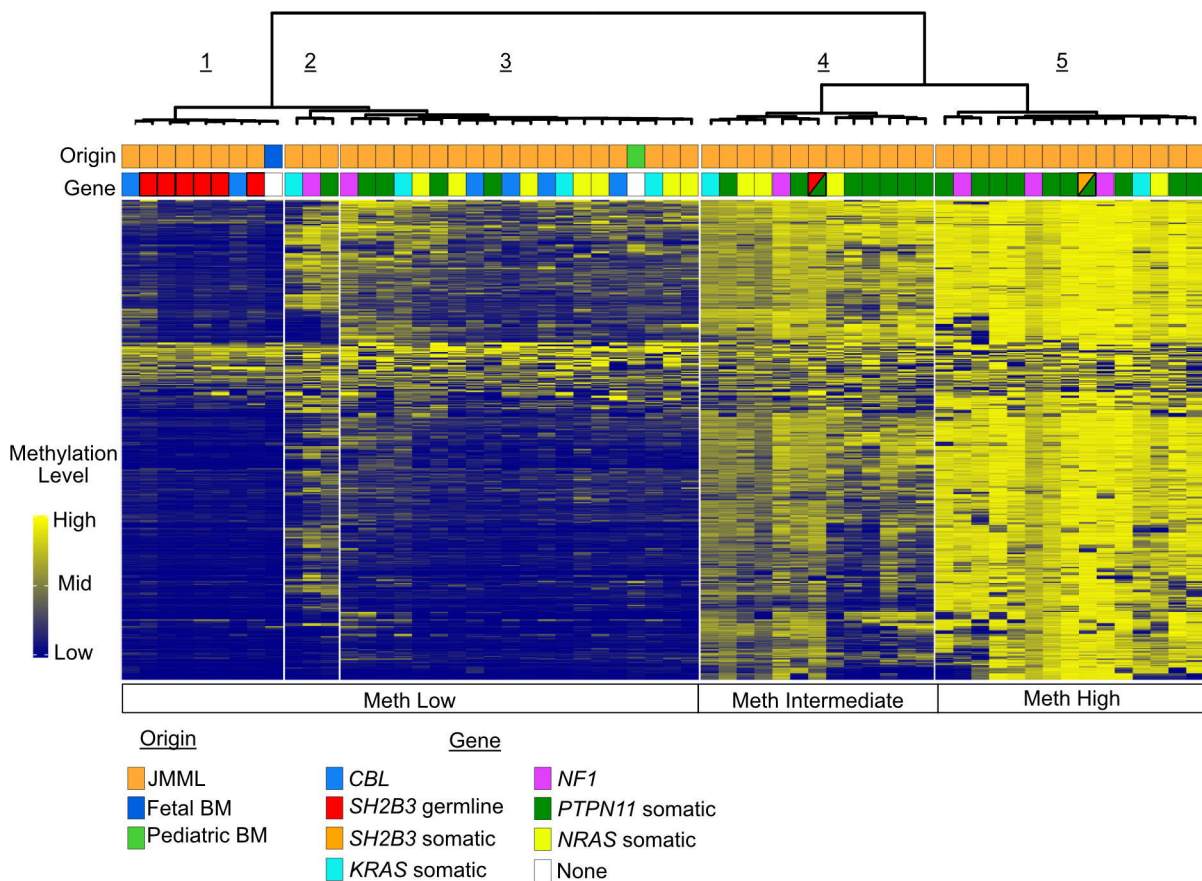 1 2 3 4 5
Origin
Gene
Methylation
Level
High
Mid
Low
Meth Low Meth Intermediate Meth High
Origin Gene
JMML CBL NF1
Fetal BM SH2B3 germline PTPN11 somatic
Pediatric BM SH2B3 somatic NRAS somatic
KRAS somatic None